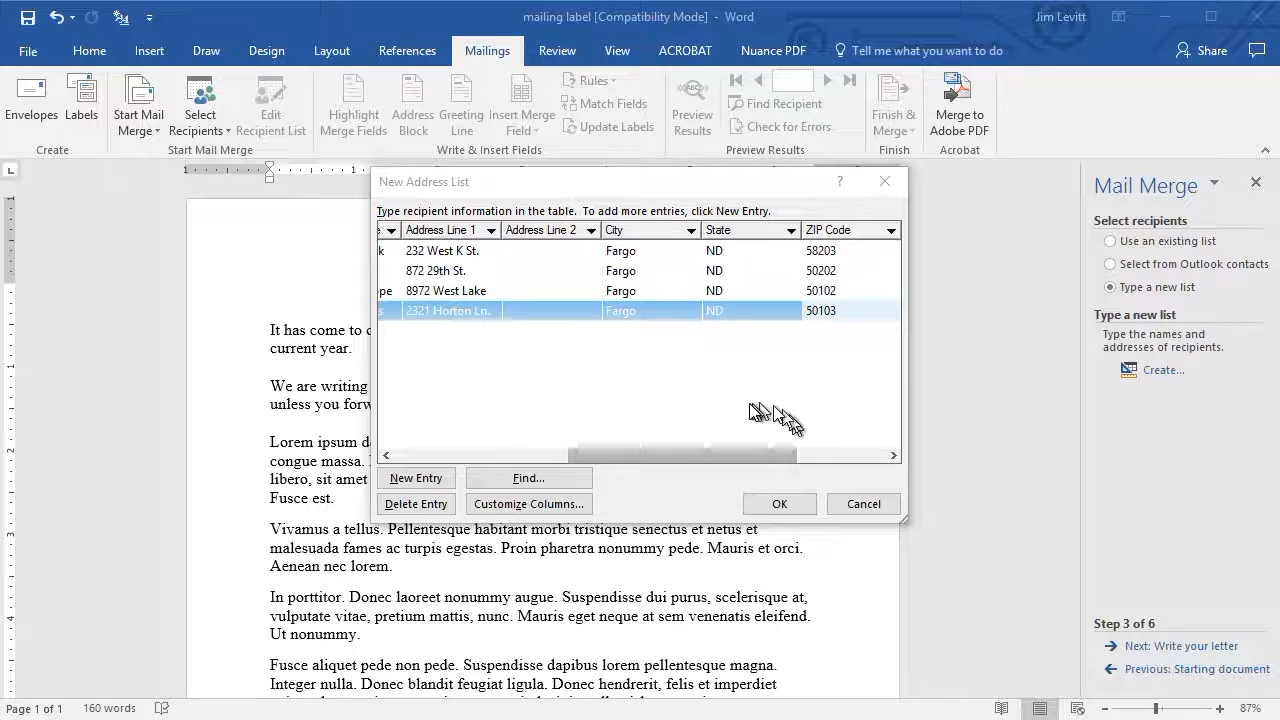 mailing label [Compatibility Mode] - Word
Jim Levitt
File Home Insert Draw Design Layout References Mailings Review View ACROBAT Nuance PDF Tell me what you want to do Share
Envelopes
Labels
Start Mail
Merge
Select
Recipients
Edit
Recipient List
Highlight
Merge Fields
Address
Block
Greeting
Line
Insert Merge
Field
Rules
Match Fields
Update Labels
ABC
Preview
Results
Find Recipient
Check for Errors
Finish &
Merge
Merge to
Adobe PDF
Create
Start Mail Merge
Write & Insert Fields
Preview Results
Finish
Acrobat
1
1
New Address List
?
Type recipient information in the table. To add more entries, click New Entry.
e Address Line 1 Address Line 2 City State ZIP Code
k 232 West K St. Fargo ND 58203
872 29th St. Fargo ND 50202
pe 8972 West Lake Fargo ND 50102
s 2321 Horton Ln. Fargo ND 50103
New Entry
Find...
Delete Entry
Customize Columns...
OK
Cancel
It has come to
current year.
We are writing
unless you forw
Lorem ipsum d
congue massa.
libero, sit amet
Fusce est.
Vivamus a tellus. Pellentesque habitant morbi tristique senectus et netus et
malesuada fames ac turpis egestas. Proin pharetra nonummy pede. Mauris et orci.
Aenean nec lorem.
In porttitor. Donec laoreet nonummy augue. Suspendisse dui purus, scelerisque at,
vulputate vitae, pretium mattis, nunc. Mauris eget neque at sem venenatis eleifend.
Ut nonummy.
Fusce aliquet pede non pede. Suspendisse dapibus lorem pellentesque magna.
Integer nulla. Donec blandit feugiat ligula. Donec hendrerit, felis et imperdiet
1
2
3
4
Mail Merge
Select recipients
Use an existing list
Select from Outlook contacts
Type a new list
Type a new list
Type the names and
addresses of recipients.
Create...
Step 3 of 6
Next: Write your letter
Previous: Starting document
Page 1 of 1
160 words
87%